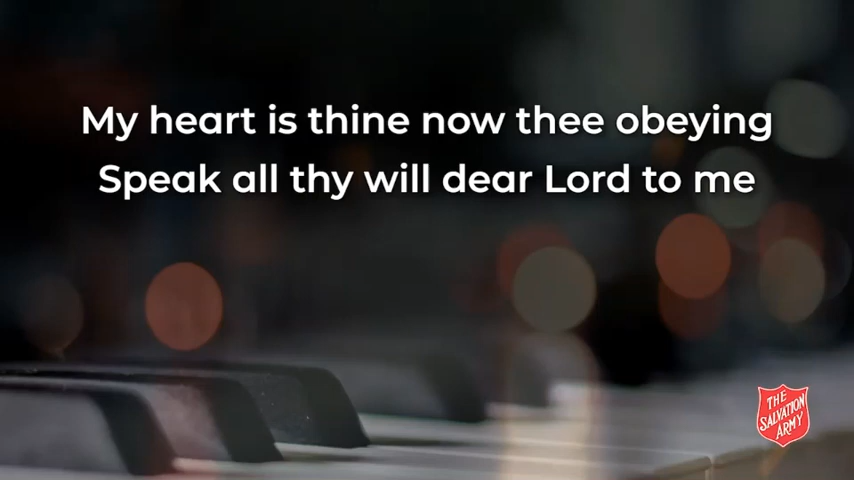 My heart is thine now thee obeying
Speak all thy will dear Lord to me
THE
SALVATION
ARMY